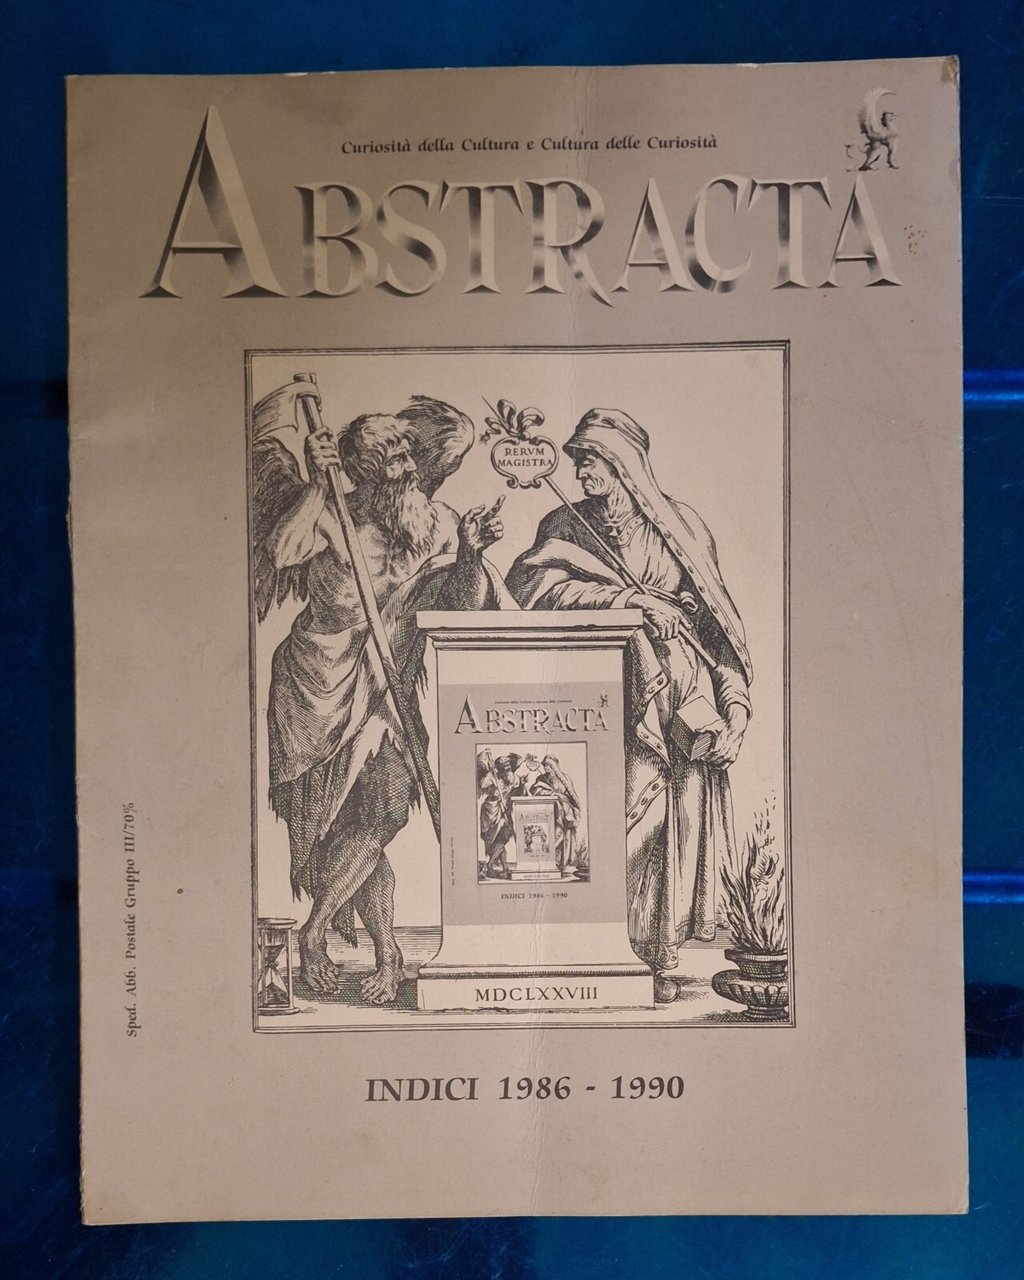 Curiosità della Cultura e Cultura delle Curiosità
ABSTRACTA
RERVM
MAGISTRA
ABSTRACTA
ABSTRACTA
INDICI 1986 - 1990
MDCLXXVIII
Sped. Abb. Postale Gruppo III/70%
INDICI 1986 - 1990